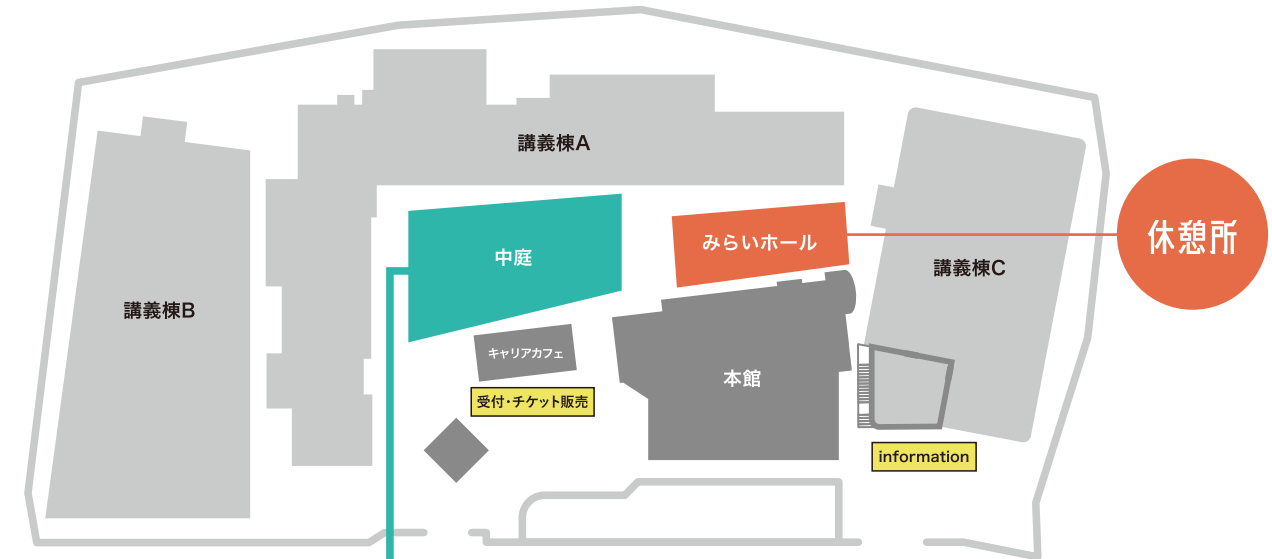 講義棟A
みらいホール
休憩所
中庭
講義棟C
講義棟B
キャリアカフェ
本館
受付・チケット販売
information